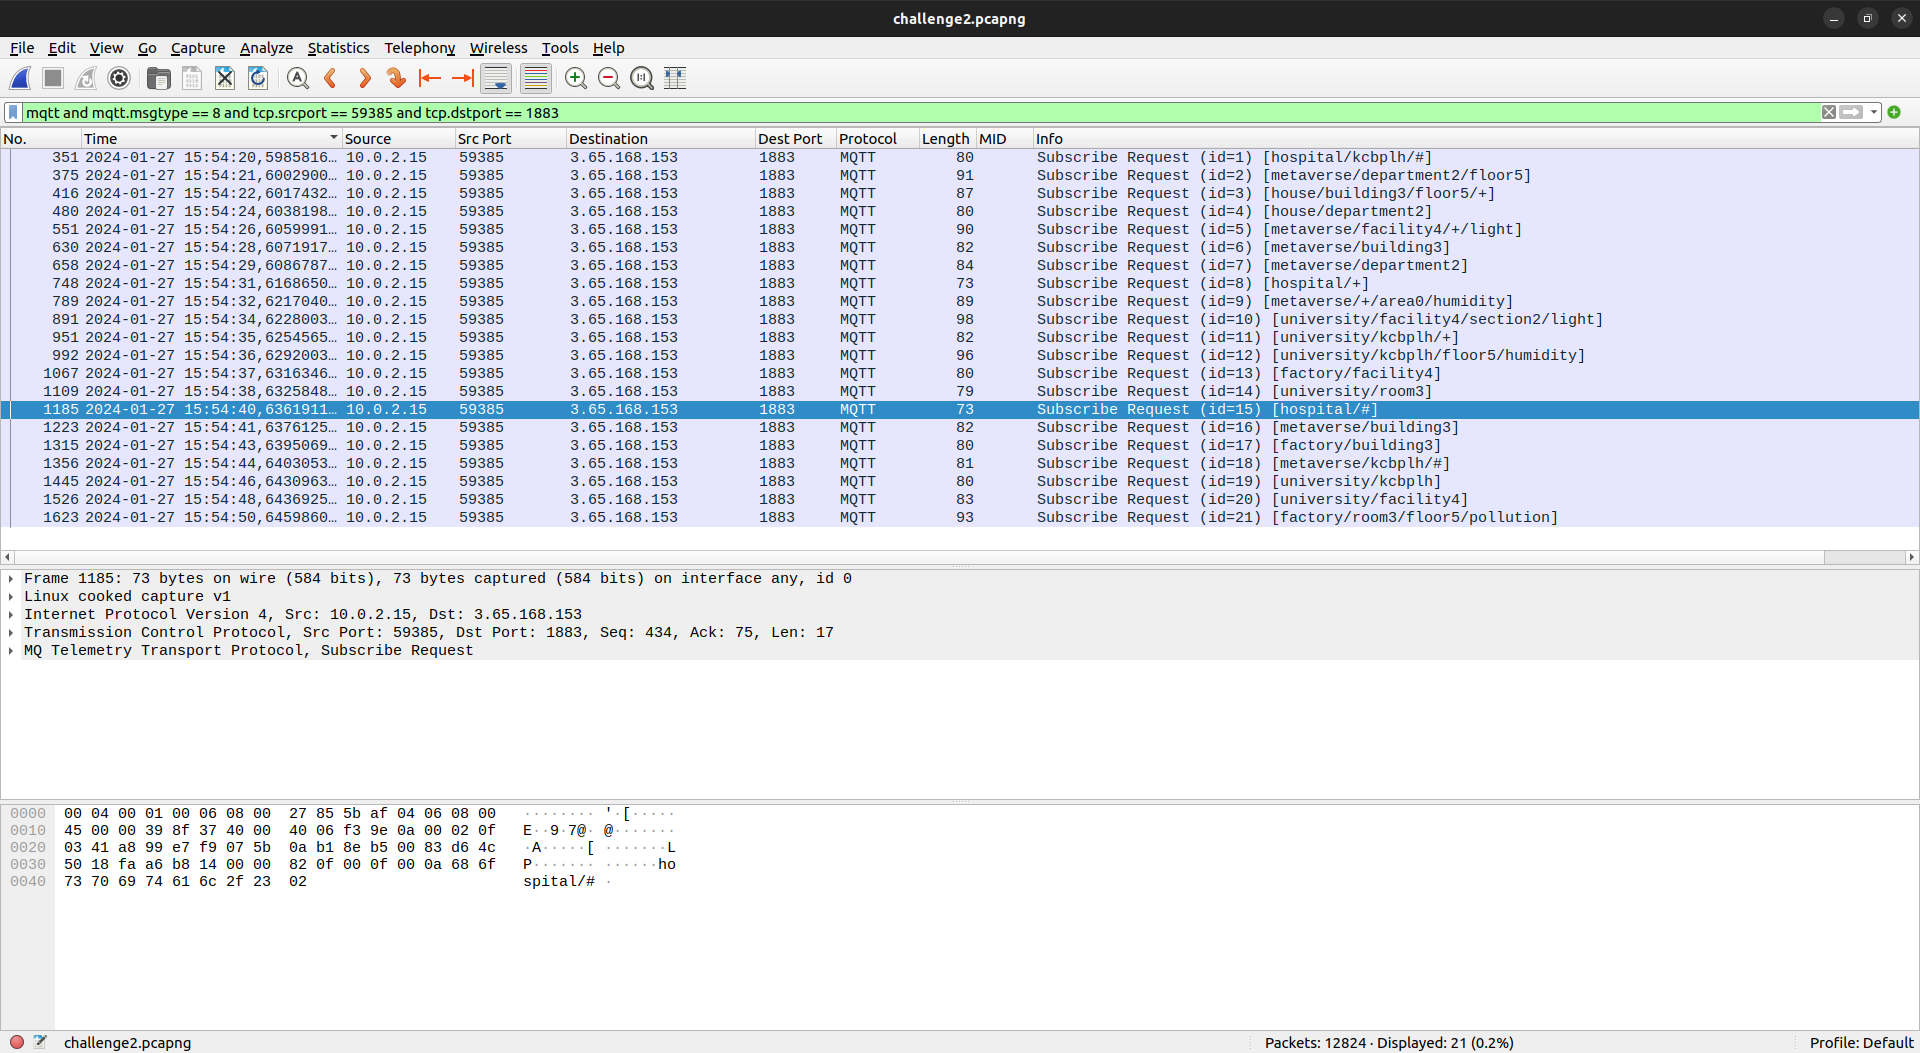 challenge2.pcapng
File Edit View Go Capture Analyze Statistics Telephony Wireless Tools Help
mqtt and mqtt.msgtype == 8 and tcp.srcport == 59385 and tcp.dstport == 1883
No. Time Source Src Port Destination Dest Port Protocol Length MID Info
351 2024-01-27 15:54:20,5985816… 10.0.2.15 59385 3.65.168.153 1883 MQTT 80 Subscribe Request (id=1) [hospital/kcbplh/#]
375 2024-01-27 15:54:21,6002900… 10.0.2.15 59385 3.65.168.153 1883 MQTT 91 Subscribe Request (id=2) [metaverse/department2/floor5]
416 2024-01-27 15:54:22,6017432… 10.0.2.15 59385 3.65.168.153 1883 MQTT 87 Subscribe Request (id=3) [house/building3/floor5/+]
480 2024-01-27 15:54:24,6038198… 10.0.2.15 59385 3.65.168.153 1883 MQTT 80 Subscribe Request (id=4) [house/department2]
551 2024-01-27 15:54:26,6059991… 10.0.2.15 59385 3.65.168.153 1883 MQTT 90 Subscribe Request (id=5) [metaverse/facility4/+/light]
630 2024-01-27 15:54:28,6071917… 10.0.2.15 59385 3.65.168.153 1883 MQTT 82 Subscribe Request (id=6) [metaverse/building3]
658 2024-01-27 15:54:29,6086787… 10.0.2.15 59385 3.65.168.153 1883 MQTT 84 Subscribe Request (id=7) [metaverse/department2]
748 2024-01-27 15:54:31,6168650… 10.0.2.15 59385 3.65.168.153 1883 MQTT 73 Subscribe Request (id=8) [hospital/+]
789 2024-01-27 15:54:32,6217040… 10.0.2.15 59385 3.65.168.153 1883 MQTT 89 Subscribe Request (id=9) [metaverse/+/area0/humidity]
891 2024-01-27 15:54:34,6228003… 10.0.2.15 59385 3.65.168.153 1883 MQTT 98 Subscribe Request (id=10) [university/facility4/section2/light]
951 2024-01-27 15:54:35,6254565… 10.0.2.15 59385 3.65.168.153 1883 MQTT 82 Subscribe Request (id=11) [university/kcbplh/+]
992 2024-01-27 15:54:36,6292003… 10.0.2.15 59385 3.65.168.153 1883 MQTT 96 Subscribe Request (id=12) [university/kcbplh/floor5/humidity]
1067 2024-01-27 15:54:37,6316346… 10.0.2.15 59385 3.65.168.153 1883 MQTT 80 Subscribe Request (id=13) [factory/facility4]
1109 2024-01-27 15:54:38,6325848… 10.0.2.15 59385 3.65.168.153 1883 MQTT 79 Subscribe Request (id=14) [university/room3]
1185 2024-01-27 15:54:40,6361911… 10.0.2.15 59385 3.65.168.153 1883 MQTT 73 Subscribe Request (id=15) [hospital/#]
1223 2024-01-27 15:54:41,6376125… 10.0.2.15 59385 3.65.168.153 1883 MQTT 82 Subscribe Request (id=16) [metaverse/building3]
1315 2024-01-27 15:54:43,6395069… 10.0.2.15 59385 3.65.168.153 1883 MQTT 80 Subscribe Request (id=17) [factory/building3]
1356 2024-01-27 15:54:44,6403053… 10.0.2.15 59385 3.65.168.153 1883 MQTT 81 Subscribe Request (id=18) [metaverse/kcbplh/#]
1445 2024-01-27 15:54:46,6430963… 10.0.2.15 59385 3.65.168.153 1883 MQTT 80 Subscribe Request (id=19) [university/kcbplh]
1526 2024-01-27 15:54:48,6436925… 10.0.2.15 59385 3.65.168.153 1883 MQTT 83 Subscribe Request (id=20) [university/facility4]
1623 2024-01-27 15:54:50,6459860… 10.0.2.15 59385 3.65.168.153 1883 MQTT 93 Subscribe Request (id=21) [factory/room3/floor5/pollution]
Frame 1185: 73 bytes on wire (584 bits), 73 bytes captured (584 bits) on interface any, id 0
Linux cooked capture v1
Internet Protocol Version 4, Src: 10.0.2.15, Dst: 3.65.168.153
Transmission Control Protocol, Src Port: 59385, Dst Port: 1883, Seq: 434, Ack: 75, Len: 17
MQ Telemetry Transport Protocol, Subscribe Request
0000 00 04 00 01 00 06 08 00 27 85 5b af 04 06 08 00 ········ '·[·····
0010 45 00 00 39 8f 37 40 00 40 06 f3 9e 0a 00 02 0f E··9·7@· @·······
0020 03 41 a8 99 e7 f9 07 5b 0a b1 8e b5 00 83 d6 4c ·A·····[ ·······L
0030 50 18 fa a6 b8 14 00 00 82 0f 00 0f 00 0a 68 6f P······· ······ho
0040 73 70 69 74 61 6c 2f 23 02 spital/# ·
challenge2.pcapng Packets: 12824 · Displayed: 21 (0.2%) Profile: Default